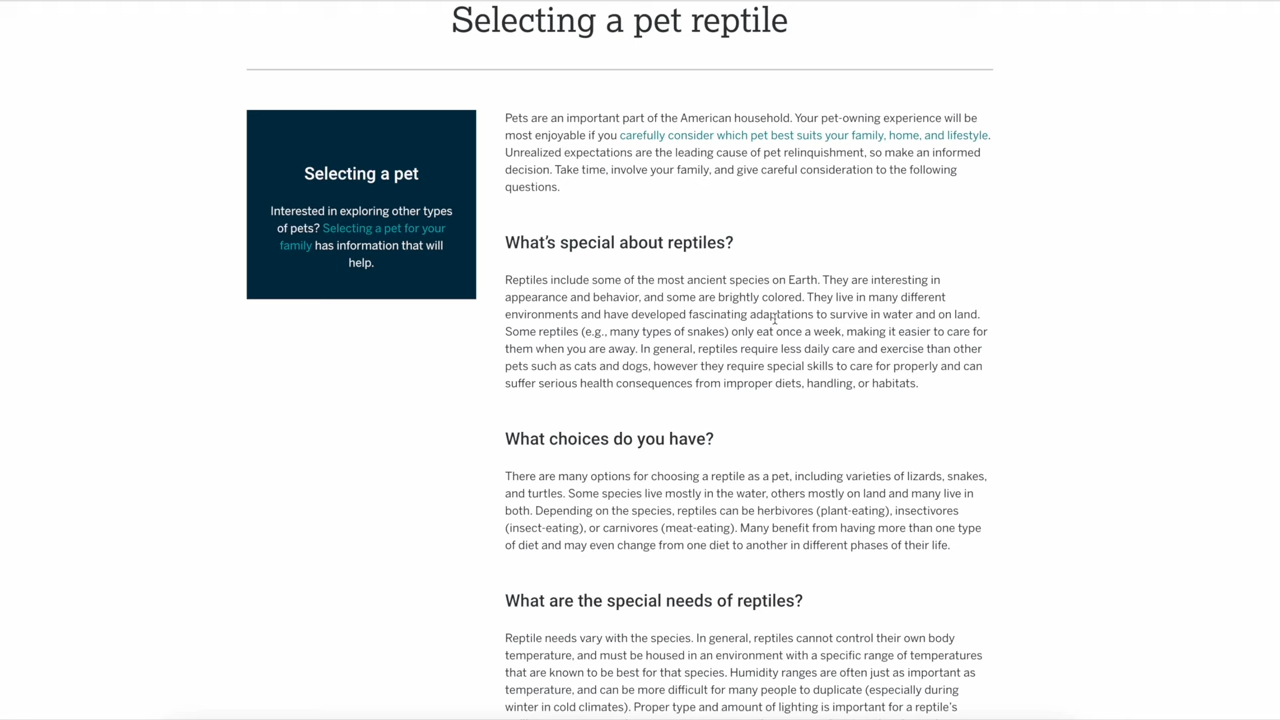 Selecting a pet reptile
Selecting a pet
Interested in exploring other types
of pets? Selecting a pet for your
family has information that will
help.
Pets are an important part of the American household. Your pet-owning experience will be
most enjoyable if you carefully consider which pet best suits your family, home, and lifestyle.
Unrealized expectations are the leading cause of pet relinquishment, so make an informed
decision. Take time, involve your family, and give careful consideration to the following
questions.
What's special about reptiles?
Reptiles include some of the most ancient species on Earth. They are interesting in
appearance and behavior, and some are brightly colored. They live in many different
environments and have developed fascinating adaptations to survive in water and on land.
Some reptiles (e.g., many types of snakes) only eat once a week, making it easier to care for
them when you are away. In general, reptiles require less daily care and exercise than other
pets such as cats and dogs, however they require special skills to care for properly and can
suffer serious health consequences from improper diets, handling, or habitats.
What choices do you have?
There are many options for choosing a reptile as a pet, including varieties of lizards, snakes,
and turtles. Some species live mostly in the water, others mostly on land and many live in
both. Depending on the species, reptiles can be herbivores (plant-eating), insectivores
(insect-eating), or carnivores (meat-eating). Many benefit from having more than one type
of diet and may even change from one diet to another in different phases of their life.
What are the special needs of reptiles?
Reptile needs vary with the species. In general, reptiles cannot control their own body
temperature, and must be housed in an environment with a specific range of temperatures
that are known to be best for that species. Humidity ranges are often just as important as
temperature, and can be more difficult for many people to duplicate (especially during
winter in cold climates). Proper type and amount of lighting is important for a reptile's